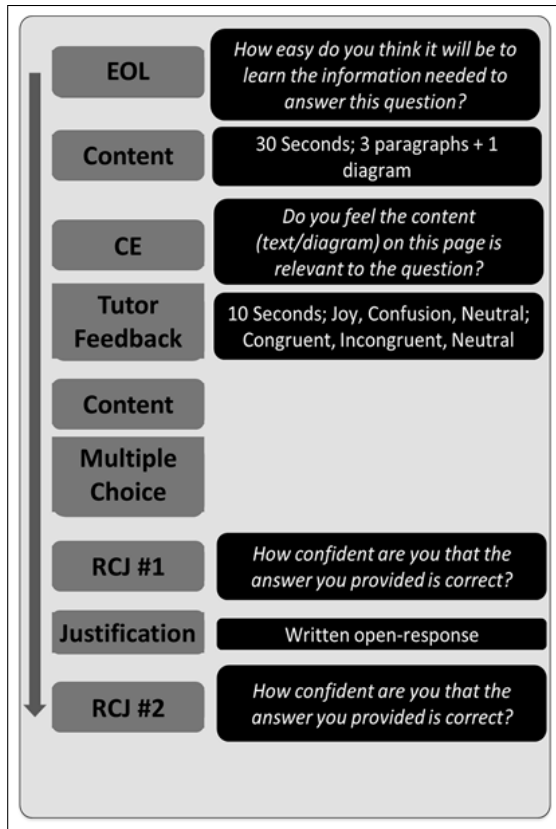 EOL
How easy do you think it will be to
learn the information needed to
answer this question?
Content
30 Seconds; 3 paragraphs + 1
diagram
CE
Do you feel the content
(text/diagram) on this page is
relevant to the question?
Tutor
Feedback
10 Seconds; Joy, Confusion, Neutral;
Congruent, Incongruent, Neutral
Content
Multiple
Choice
RCJ #1
How confident are you that the
answer you provided is correct?
Justification
Written open-response
RCJ #2
How confident are you that the
answer you provided is correct?